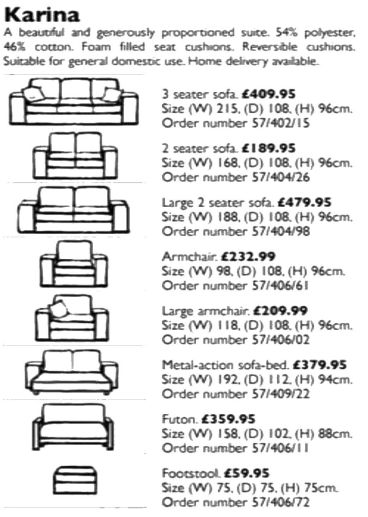 Karina
A beautiful and generously proportioned suite. 54% polyester,
46% cotton. Foam filled seat cushions. Reversible cushions.
Suitable for general domestic use. Home delivery available.
3 seater sofa. £409.95
Size (W) 215, (D) 108, (H) 96cm.
Order number 57/402/15
2 seater sofa. £189.95
Size (W) 168, (D) 108, (H) 96cm.
Order number 57/404/26
Large 2 seater sofa. £479.95
Size (W) 188, (D) 108, (H) 96cm.
Order number 57/404/98
Armchair. £232.99
Size (W) 98, (D) 108, (H) 96cm.
Order number 57/406/61
Large armchair. £209.99
Size (W) 118, (D) 108, (H) 96cm.
Order number 57/406/02
Metal-action sofa-bed. £379.95
Size (W) 192, (D) 112, (H) 94cm.
Order number 57/409/22
Futon. £359.95
Size (W) 158, (D) 102, (H) 88cm.
Order number 57/406/11
Footstool. £59.95
Size (W) 75, (D) 75, (H) 75cm.
Order number 57/406/72